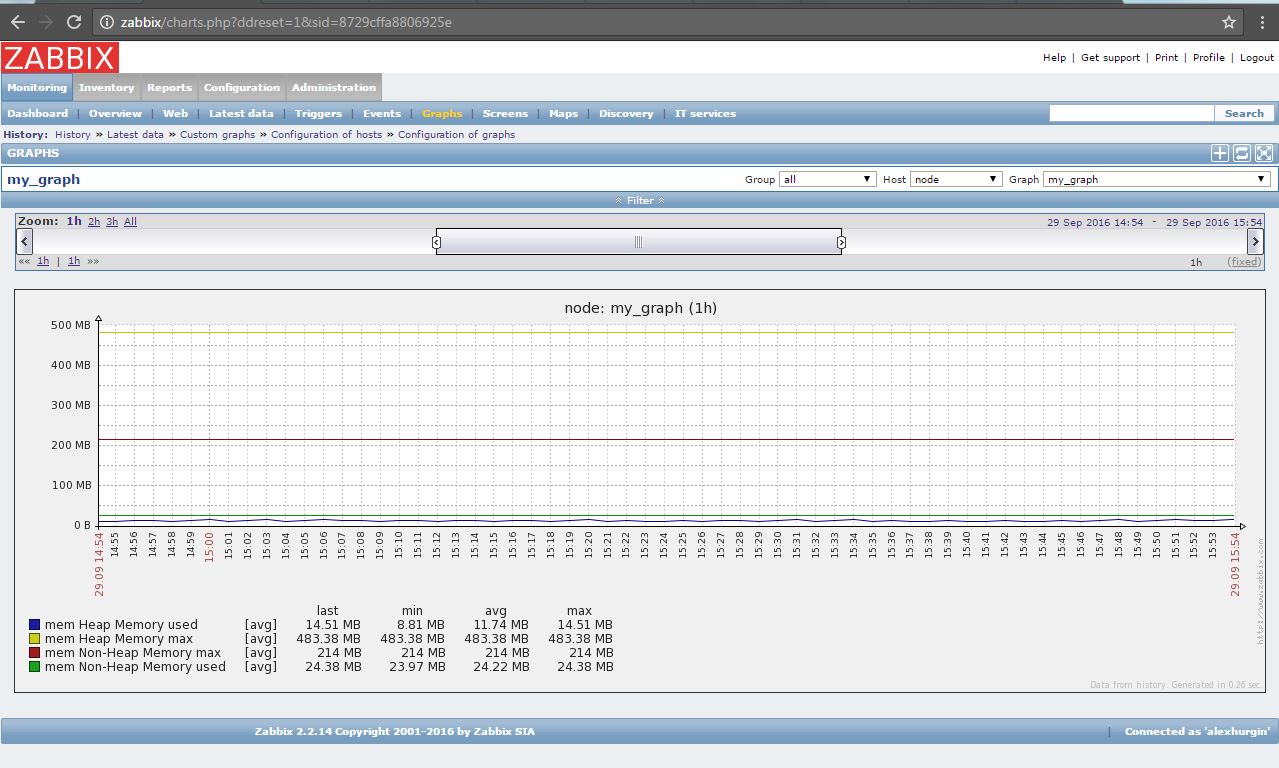 zabbix/charts.php?ddreset=1&sid=8729cffa8806925e
ZABBIX
Help | Get support | Print | Profile | Logout
Monitoring Inventory Reports Configuration Administration
Dashboard | Overview | Web | Latest data | Triggers | Events | Graphs | Screens | Maps | Discovery | IT services Search
History: History » Latest data » Custom graphs » Configuration of hosts » Configuration of graphs
GRAPHS
my_graph Group all Host node Graph my_graph
Filter
Zoom: 1h 2h 3h All 29 Sep 2016 14:54 - 29 Sep 2016 15:54
«« 1h | 1h »» 1h (fixed)
node: my_graph (1h)
500 MB
400 MB
300 MB
200 MB
100 MB
0 B
29.09 14:54 14:55 14:56 14:57 14:58 14:59 15:00 15:01 15:02 15:03 15:04 15:05 15:06 15:07 15:08 15:09 15:10 15:11 15:12 15:13 15:14 15:15 15:16 15:17 15:18 15:19 15:20 15:21 15:22 15:23 15:24 15:25 15:26 15:27 15:28 15:29 15:30 15:31 15:32 15:33 15:34 15:35 15:36 15:37 15:38 15:39 15:40 15:41 15:42 15:43 15:44 15:45 15:46 15:47 15:48 15:49 15:50 15:51 15:52 15:53 29.09 15:54
http://www.zabbix.com
last min avg max
mem Heap Memory used [avg] 14.51 MB 8.81 MB 11.74 MB 14.51 MB
mem Heap Memory max [avg] 483.38 MB 483.38 MB 483.38 MB 483.38 MB
mem Non-Heap Memory max [avg] 214 MB 214 MB 214 MB 214 MB
mem Non-Heap Memory used [avg] 24.38 MB 23.97 MB 24.22 MB 24.38 MB
Data from history. Generated in 0.26 sec.
Zabbix 2.2.14 Copyright 2001-2016 by Zabbix SIA | Connected as 'alexhurgin'